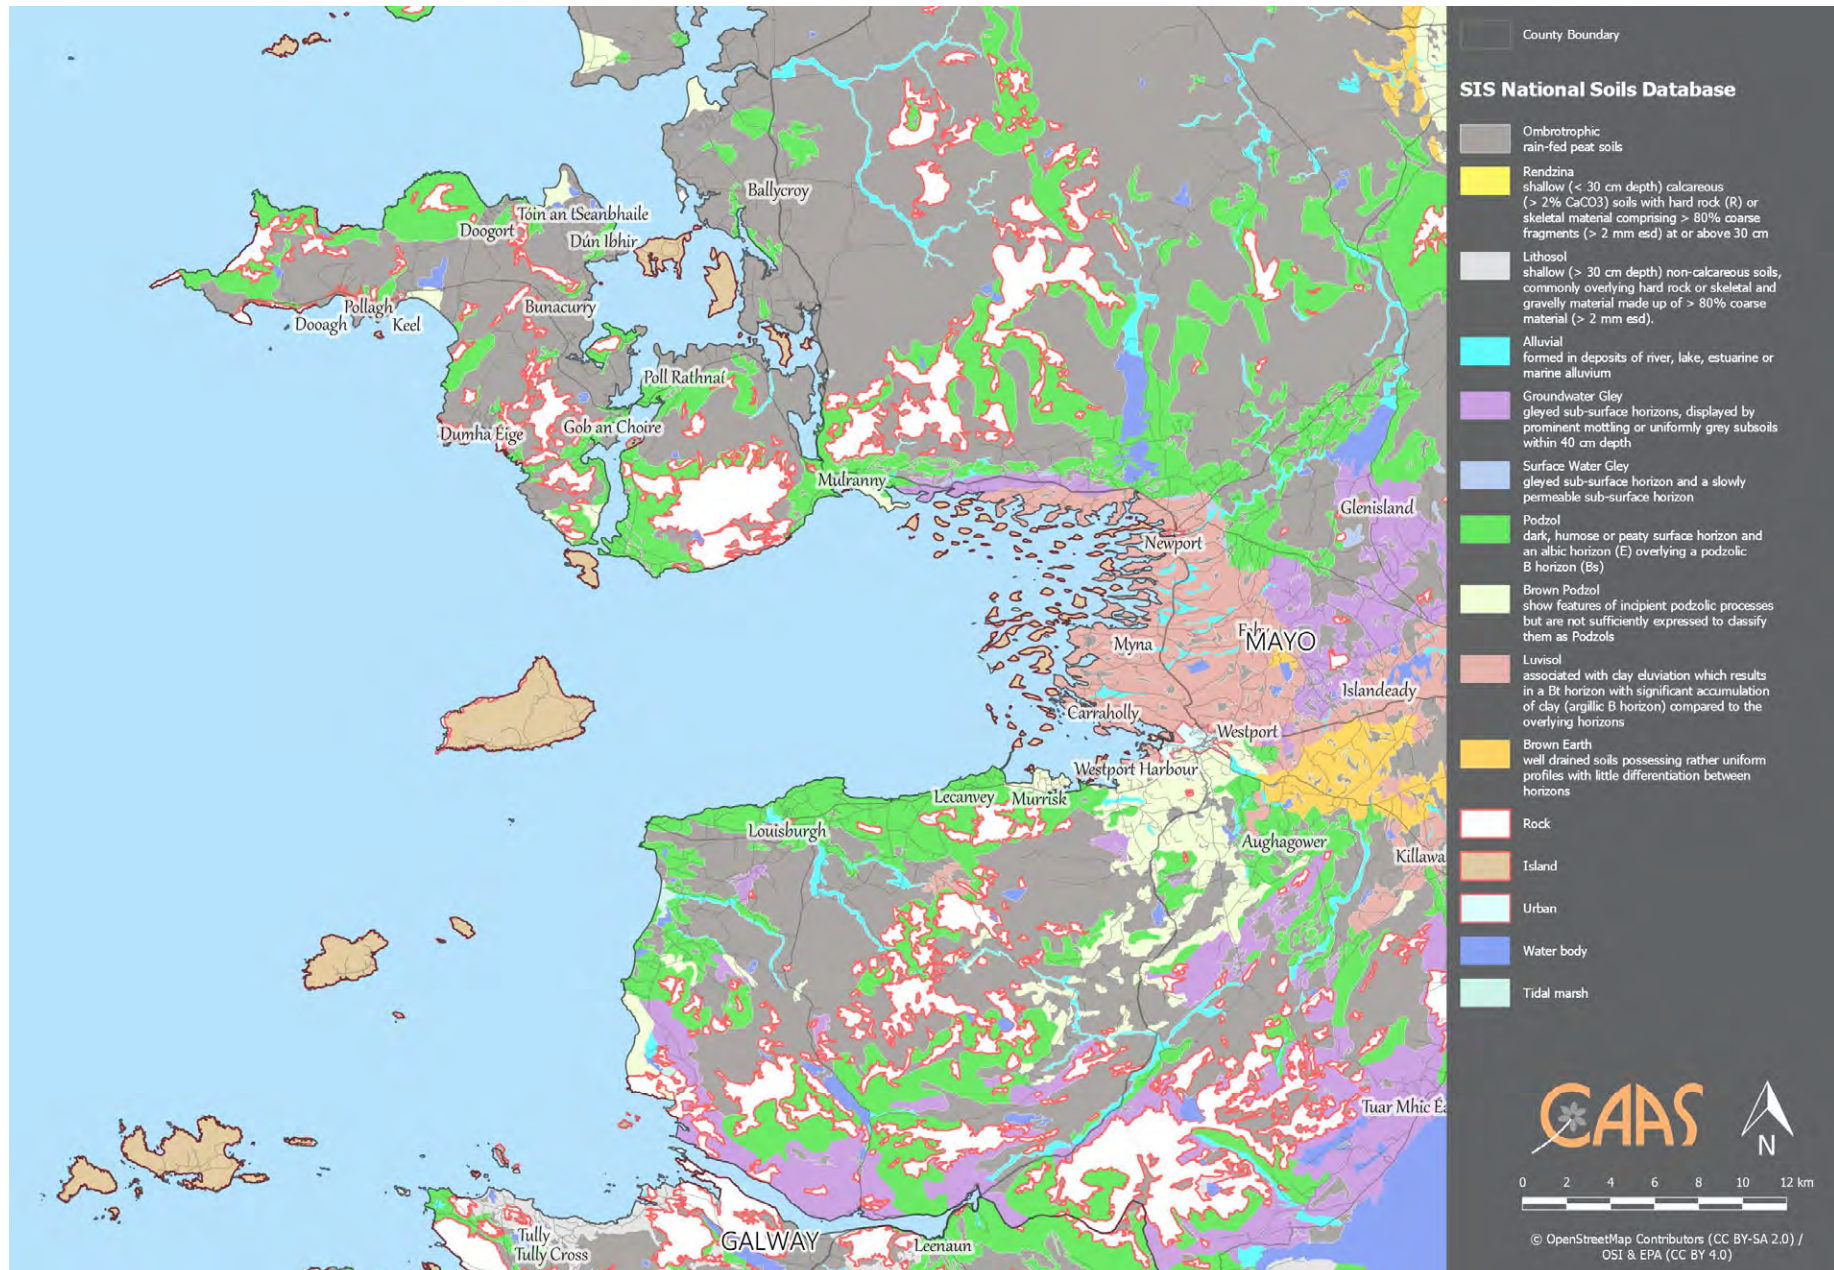 Ballycroy
Tóin an tSeanbhaile
Doogort
Dún Ibhir
Pollagh
Bunacurry
Dooagh
Keel
Poll Rathnaí
Gob an Choire
Dumha Éige
Mulranny
Glenisland
Newport
Myna
MAYO
Islandeady
Carraholly
Westport
Westport Harbour
Lecanvey
Murrisk
Louisburgh
Aughagower
Killawa
Tuar Mhic Éa
Tully
GALWAY
Tully Cross
Leenaun
County Boundary
SIS National Soils Database
Ombrotrophic
rain-fed peat soils
Rendzina
shallow (< 30 cm depth) calcareous
(> 2% CaCO3) soils with hard rock (R) or
skeletal material comprising > 80% coarse
fragments (> 2 mm esd) at or above 30 cm
Lithosol
shallow (> 30 cm depth) non-calcareous soils,
commonly overlying hard rock or skeletal and
gravelly material made up of > 80% coarse
material (> 2 mm esd).
Alluvial
formed in deposits of river, lake, estuarine or
marine alluvium
Groundwater Gley
gleyed sub-surface horizons, displayed by
prominent mottling or uniformly grey subsoils
within 40 cm depth
Surface Water Gley
gleyed sub-surface horizon and a slowly
permeable sub-surface horizon
Podzol
dark, humose or peaty surface horizon and
an albic horizon (E) overlying a podzolic
B horizon (Bs)
Brown Podzol
show features of incipient podzolic processes
but are not sufficiently expressed to classify
them as Podzols
Luvisol
associated with clay eluviation which results
in a Bt horizon with significant accumulation
of clay (argillic B horizon) compared to the
overlying horizons
Brown Earth
well drained soils possessing rather uniform
profiles with little differentiation between
horizons
Rock
Island
Urban
Water body
Tidal marsh
CAAS
N
0 2 4 6 8 10 12 km
© OpenStreetMap Contributors (CC BY-SA 2.0) /
OSI & EPA (CC BY 4.0)